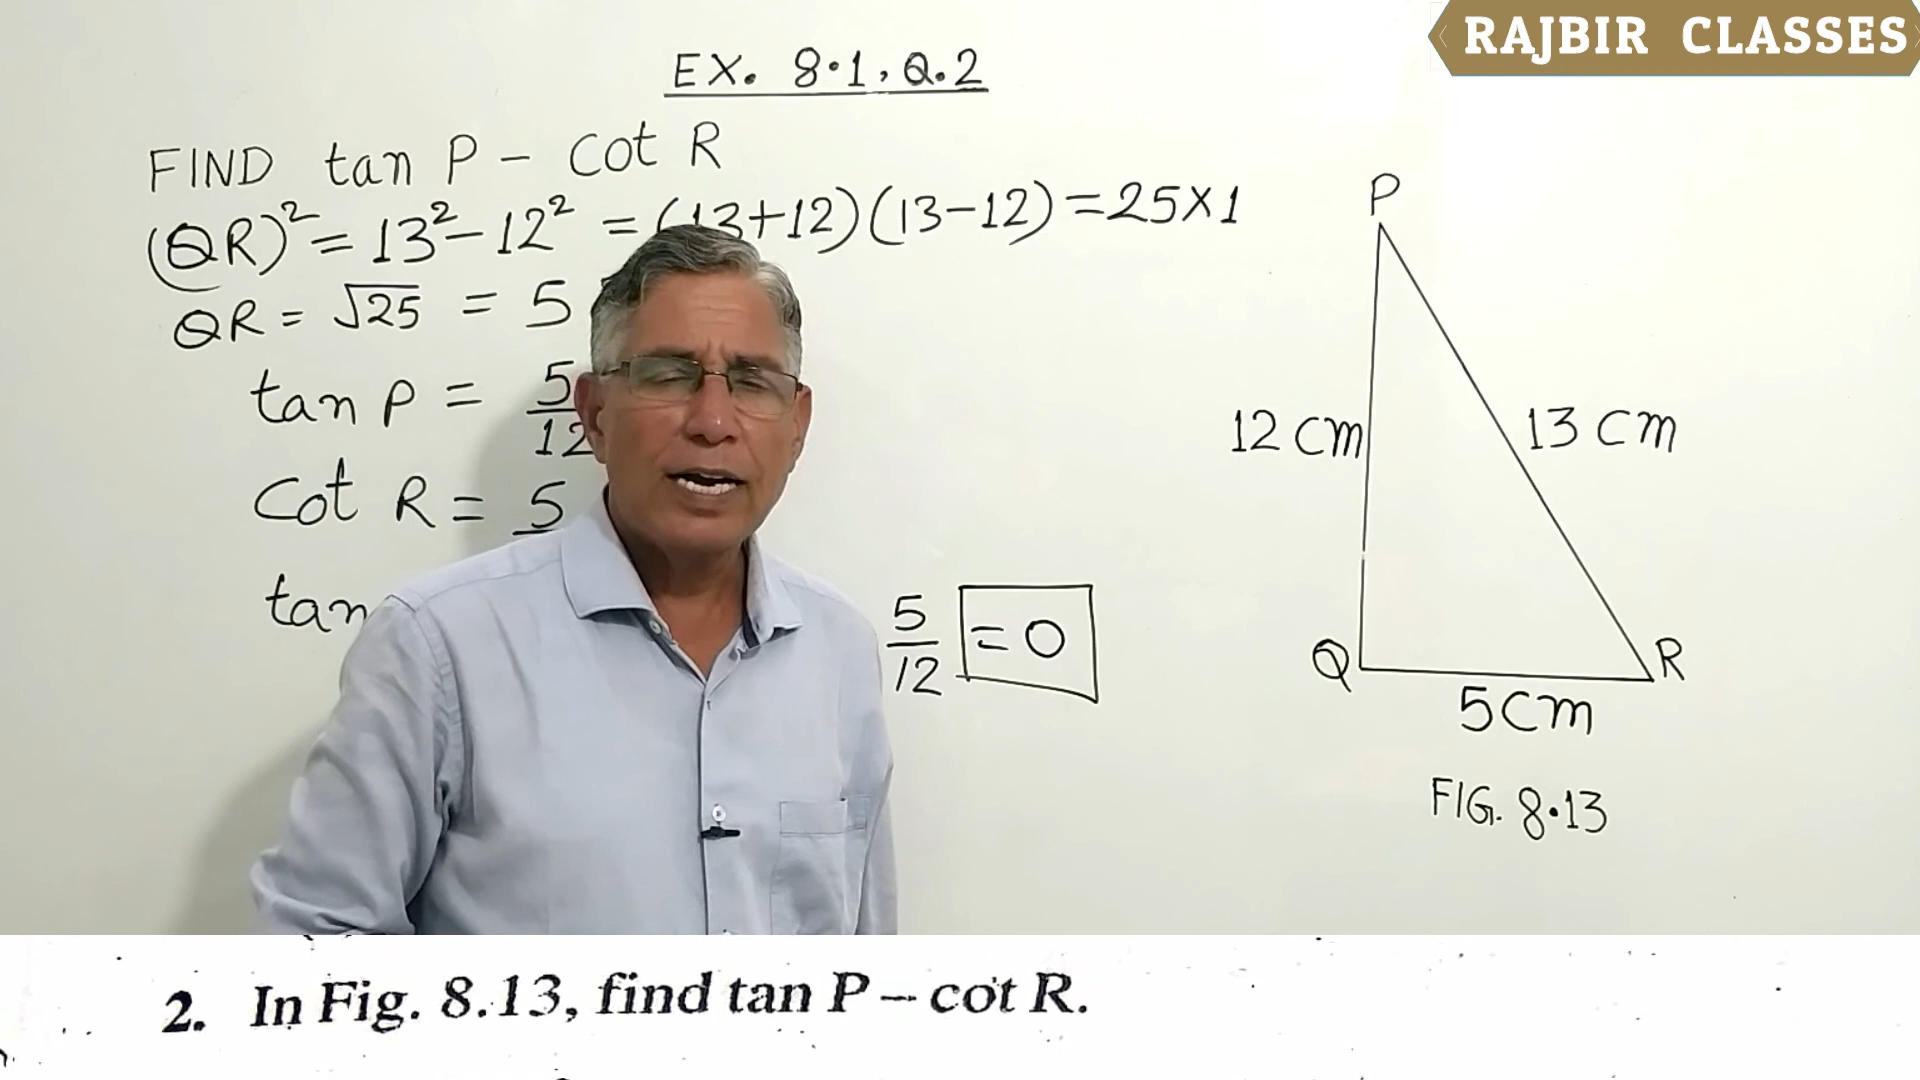 RAJBIR CLASSES
EX. 8.1, Q.2
FIND tan P - Cot R
(QR)² = 13² - 12² = (13+12)(13-12) = 25×1
QR = √25 = 5
tan P = 5/12
Cot R = 5
tan
5/12 = 0
P
12 Cm
13 Cm
Q
R
5Cm
FIG. 8.13
2. In Fig. 8.13, find tan P – cot R.